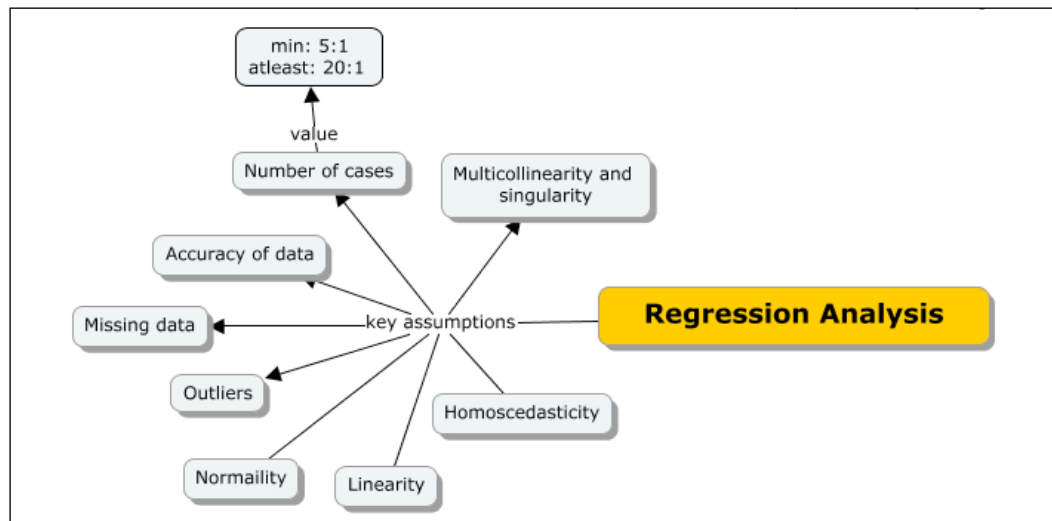 min: 5:1
atleast: 20:1
value
Number of cases
Multicollinearity and
singularity
Accuracy of data
Missing data
key assumptions
Regression Analysis
Outliers
Homoscedasticity
Normaility
Linearity